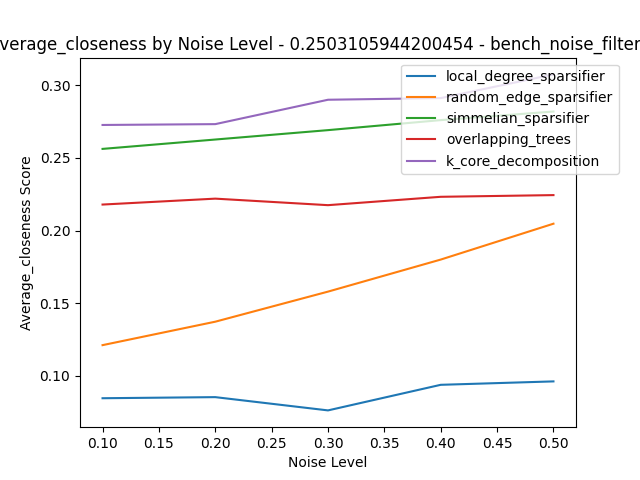 verage_closeness by Noise Level - 0.2503105944200454 - bench_noise_filter
local_degree_sparsifier
random_edge_sparsifier
simmelian_sparsifier
overlapping_trees
k_core_decomposition
Average_closeness Score
0.30
0.25
0.20
0.15
0.10
0.10 0.15 0.20 0.25 0.30 0.35 0.40 0.45 0.50
Noise Level